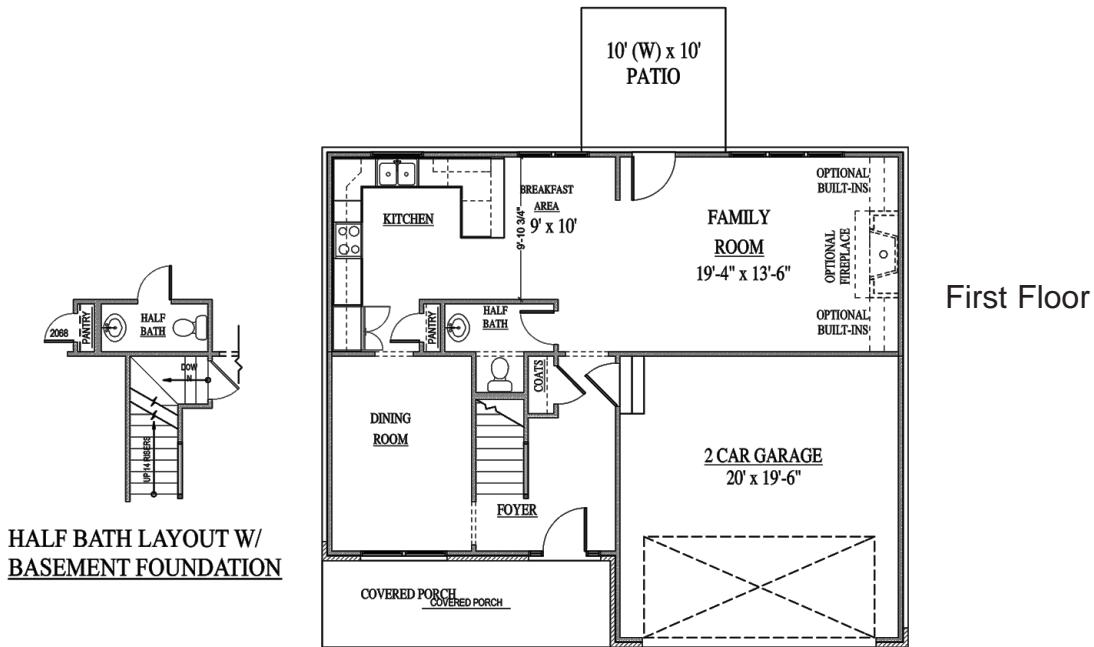 10' (W) x 10'
PATIO
OPTIONAL
BUILT-INS
BREAKFAST
AREA
9' x 10'
9'-10 3/4"
KITCHEN
FAMILY
ROOM
19'-4" x 13'-6"
OPTIONAL
FIREPLACE
OPTIONAL
BUILT-INS
First Floor
PANTRY
HALF
BATH
COATS
DINING
ROOM
2 CAR GARAGE
20' x 19'-6"
FOYER
COVERED PORCH
COVERED PORCH
2068
PANTRY
HALF
BATH
DOW
N
UP 14 RISERS
HALF BATH LAYOUT W/
BASEMENT FOUNDATION